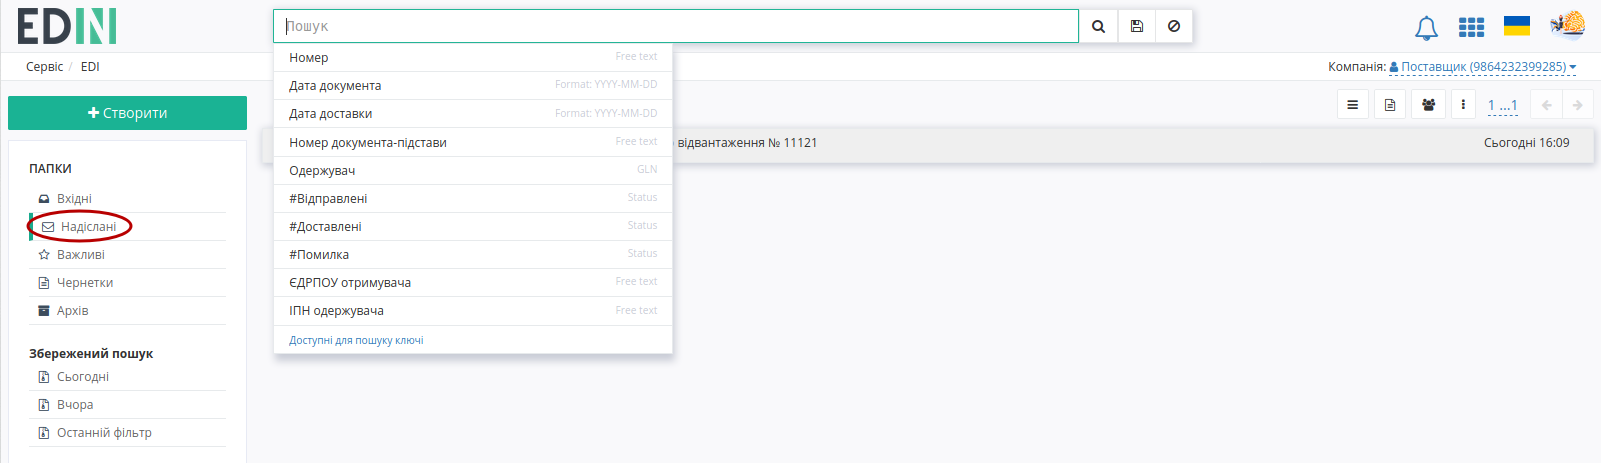 EDIN
Пошук
Сервіс / EDI
Компанія: Поставщик (9864232399285)
Створити
1 ...1
відвантаження № 11121
Сьогодні 16:09
ПАПКИ
Вхідні
Надіслані
Важливі
Чернетки
Архів
Збережений пошук
Сьогодні
Вчора
Останній фільтр
Номер Free text
Дата документа Format: YYYY-MM-DD
Дата доставки Format: YYYY-MM-DD
Номер документа-підстави Free text
Одержувач GLN
#Відправлені Status
#Доставлені Status
#Помилка Status
ЄДРПОУ отримувача Free text
ІПН одержувача Free text
Доступні для пошуку ключі